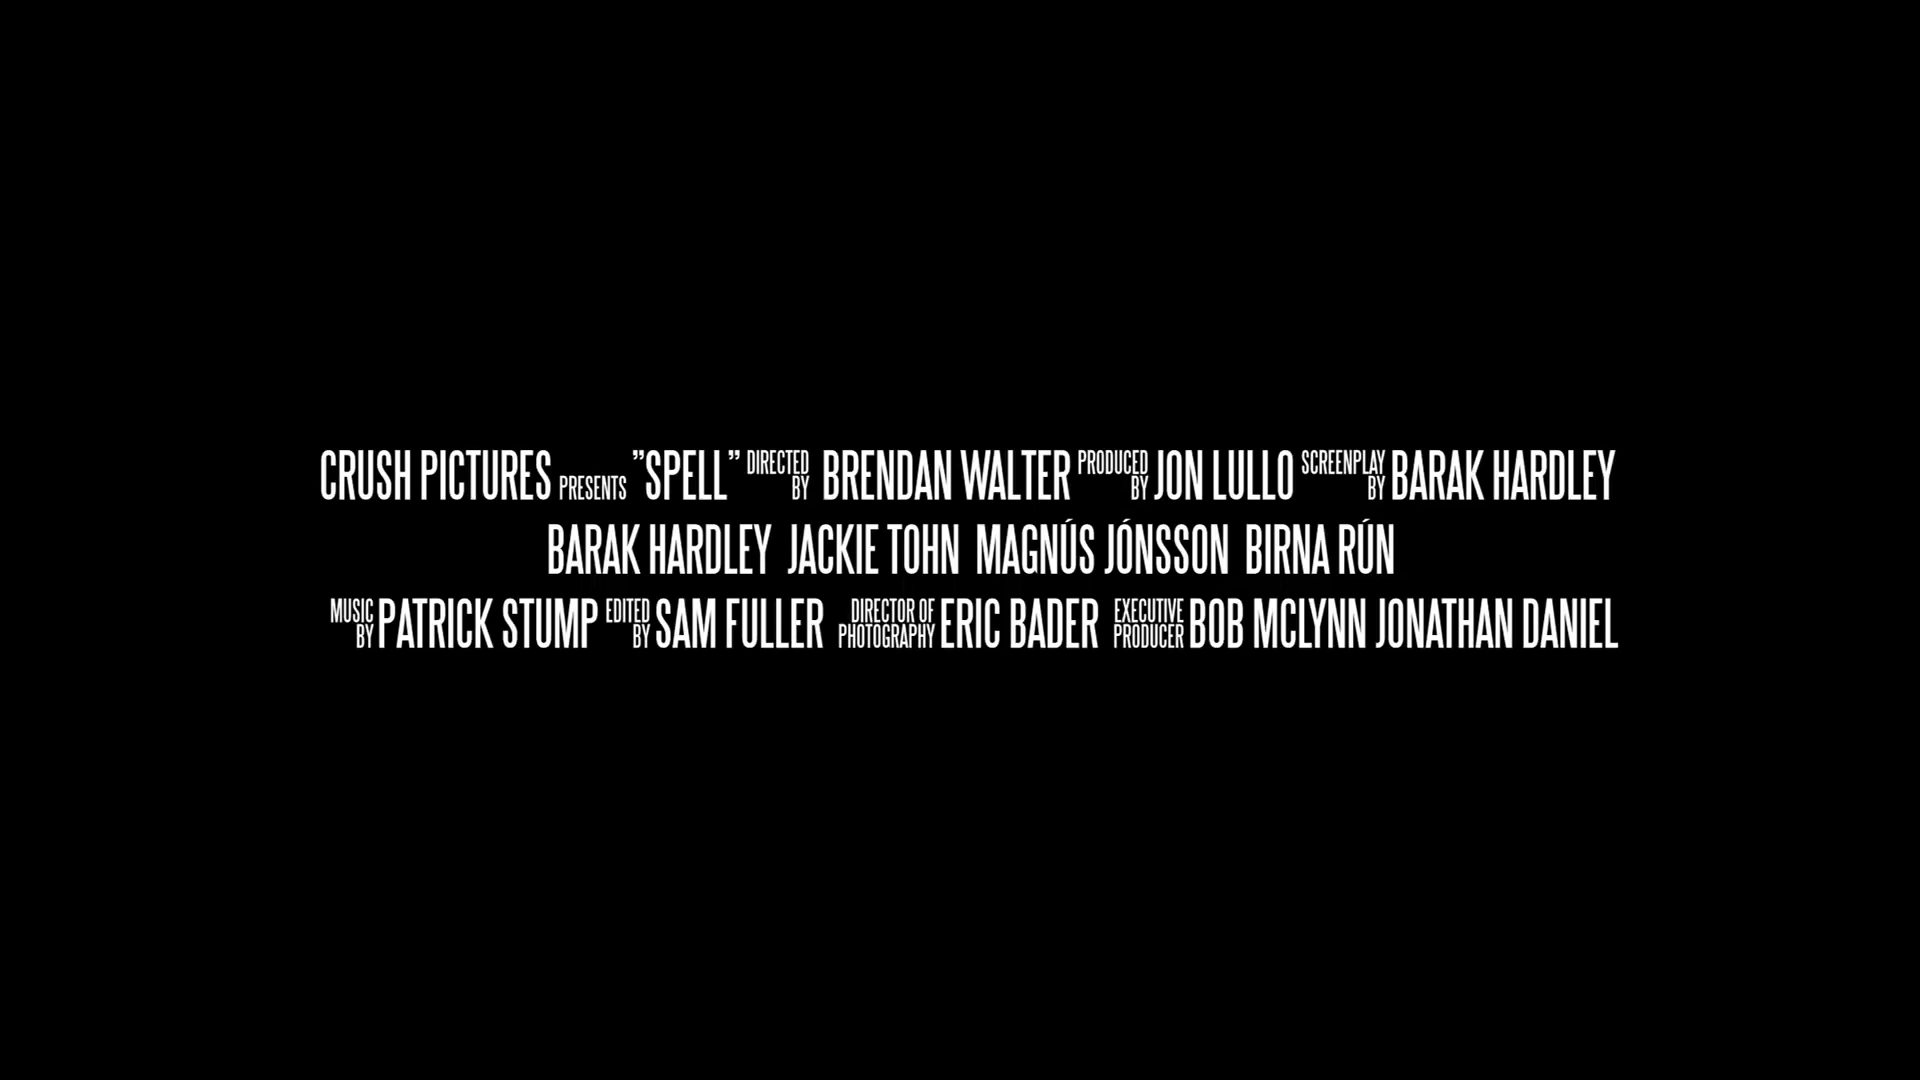 CRUSH PICTURES PRESENTS "SPELL" DIRECTED BY BRENDAN WALTER PRODUCED BY JON LULLO SCREENPLAY BY BARAK HARDLEY
BARAK HARDLEY JACKIE TOHN MAGNÚS JÓNSSON BIRNA RÚN
MUSIC BY PATRICK STUMP EDITED BY SAM FULLER DIRECTOR OF PHOTOGRAPHY ERIC BADER EXECUTIVE PRODUCER BOB MCLYNN JONATHAN DANIEL